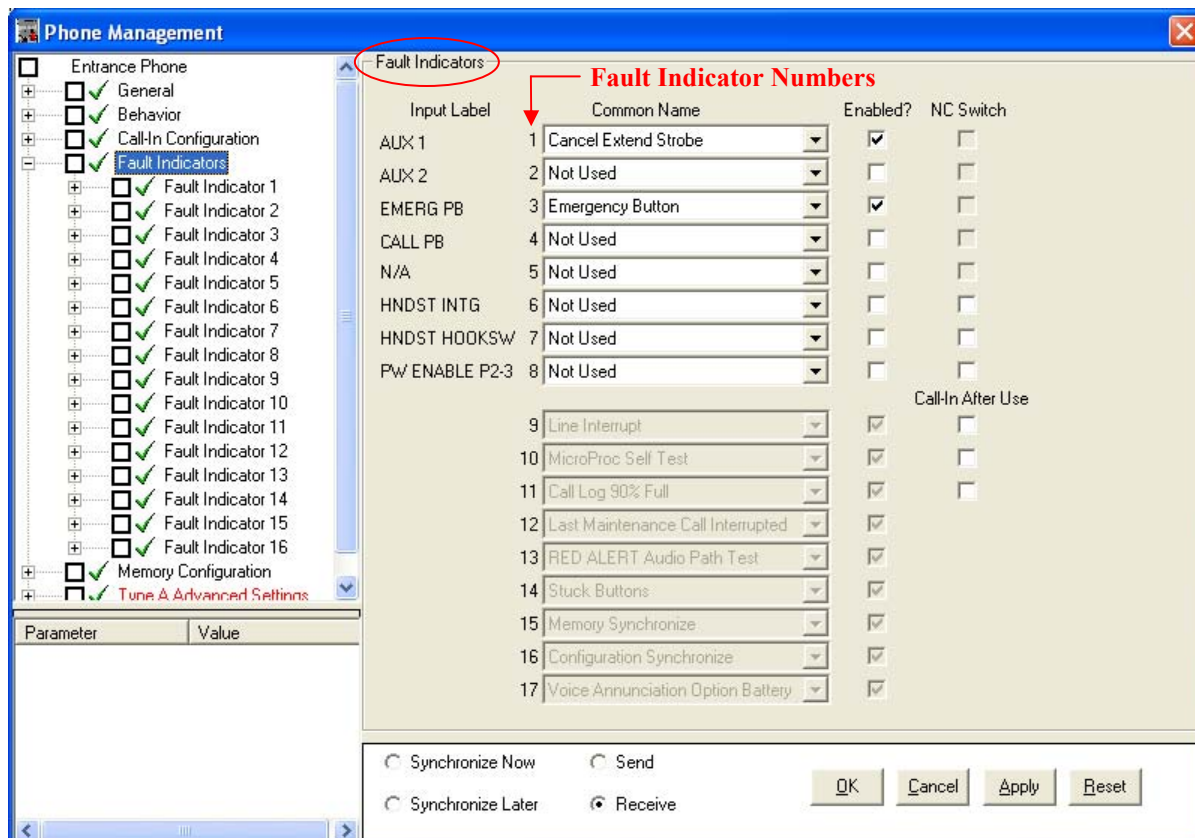 Phone Management
Entrance Phone
General
Behavior
Call-In Configuration
Fault Indicators
Fault Indicator 1
Fault Indicator 2
Fault Indicator 3
Fault Indicator 4
Fault Indicator 5
Fault Indicator 6
Fault Indicator 7
Fault Indicator 8
Fault Indicator 9
Fault Indicator 10
Fault Indicator 11
Fault Indicator 12
Fault Indicator 13
Fault Indicator 14
Fault Indicator 15
Fault Indicator 16
Memory Configuration
Type A Advanced Settings
Parameter Value
Fault Indicators
Fault Indicator Numbers
Input Label Common Name Enabled? NC Switch
AUX 1 1 Cancel Extend Strobe
AUX 2 2 Not Used
EMERG PB 3 Emergency Button
CALL PB 4 Not Used
N/A 5 Not Used
HNDST INTG 6 Not Used
HNDST HOOKSW 7 Not Used
PW ENABLE P2-3 8 Not Used
Call-In After Use
9 Line Interrupt
10 MicroProc Self Test
11 Call Log 90% Full
12 Last Maintenance Call Interrupted
13 RED ALERT Audio Path Test
14 Stuck Buttons
15 Memory Synchronize
16 Configuration Synchronize
17 Voice Annunciation Option Battery
Synchronize Now Send
Synchronize Later Receive
OK Cancel Apply Reset